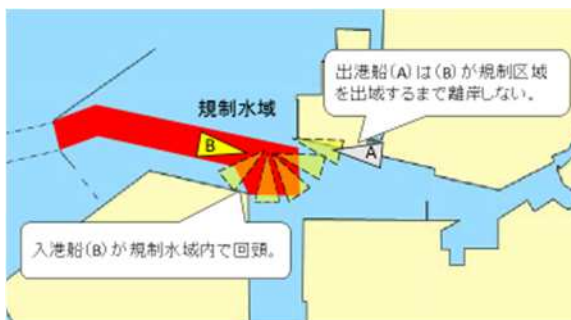 出港船(A)は(B)が規制区域
を出域するまで離岸しない。
規制水域
B
A
入港船(B)が規制水域内で回頭。